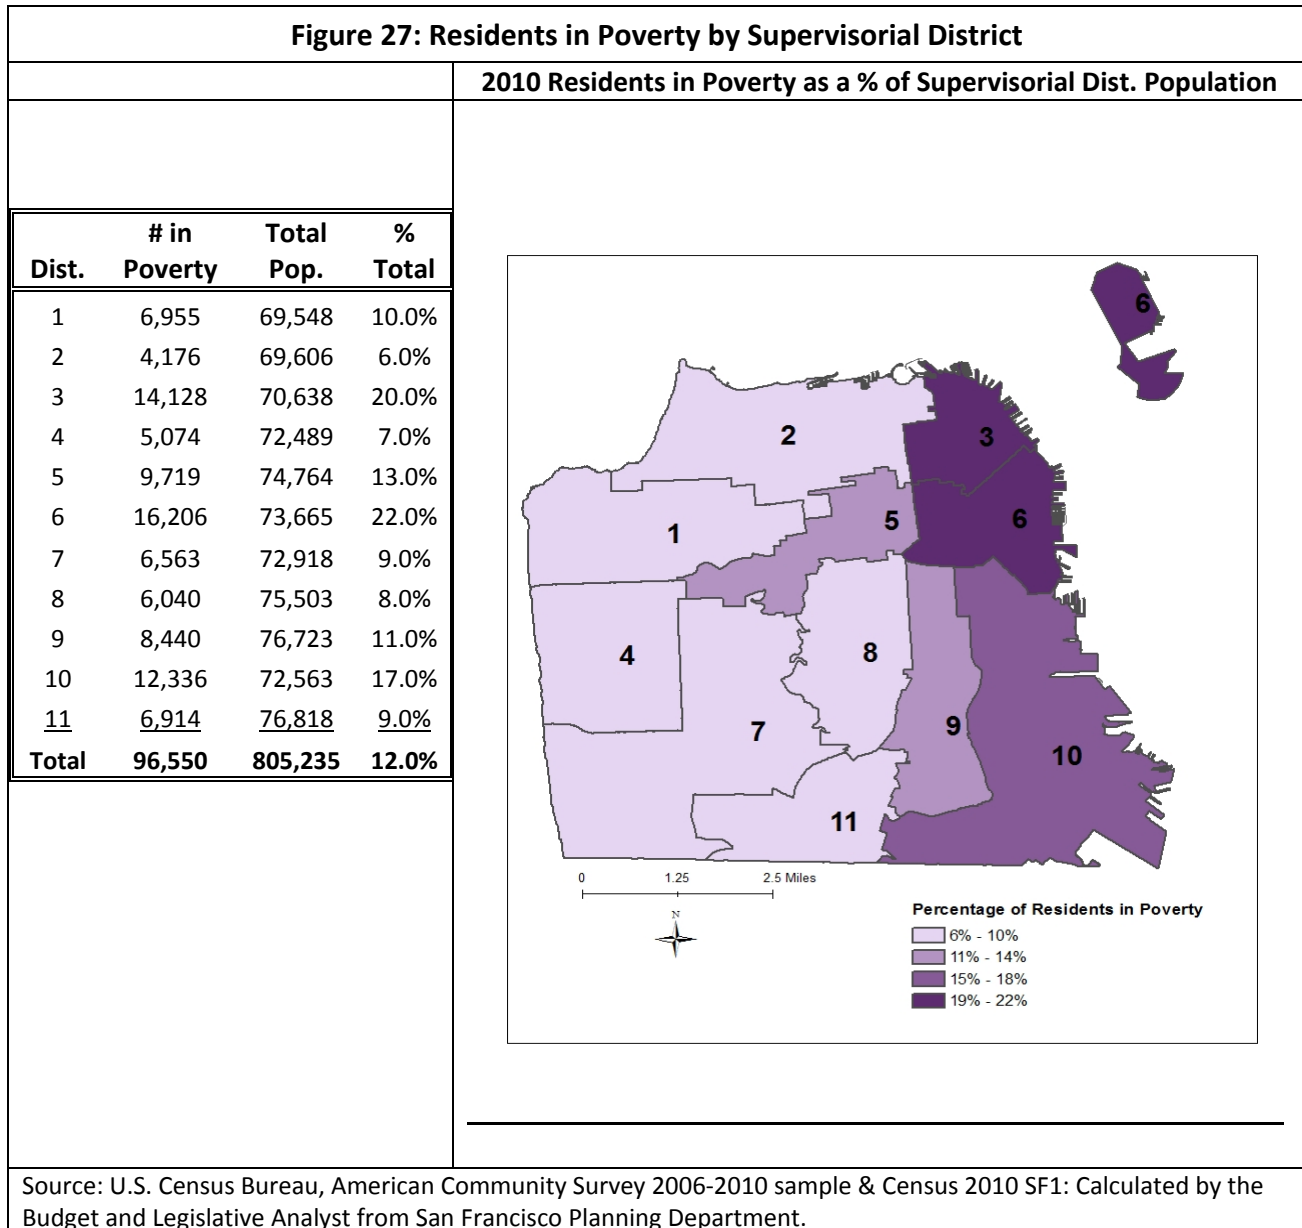 Figure 27: Residents in Poverty by Supervisorial District
2010 Residents in Poverty as a % of Supervisorial Dist. Population
# in Total %
Dist. Poverty Pop. Total
1 6,955 69,548 10.0%
2 4,176 69,606 6.0%
3 14,128 70,638 20.0%
4 5,074 72,489 7.0%
5 9,719 74,764 13.0%
6 16,206 73,665 22.0%
7 6,563 72,918 9.0%
8 6,040 75,503 8.0%
9 8,440 76,723 11.0%
10 12,336 72,563 17.0%
11 6,914 76,818 9.0%
Total 96,550 805,235 12.0%
6
2
3
5
6
1
4
8
7
9
10
11
0 1.25 2.5 Miles
N
Percentage of Residents in Poverty
6% - 10%
11% - 14%
15% - 18%
19% - 22%
Source: U.S. Census Bureau, American Community Survey 2006-2010 sample & Census 2010 SF1: Calculated by the
Budget and Legislative Analyst from San Francisco Planning Department.